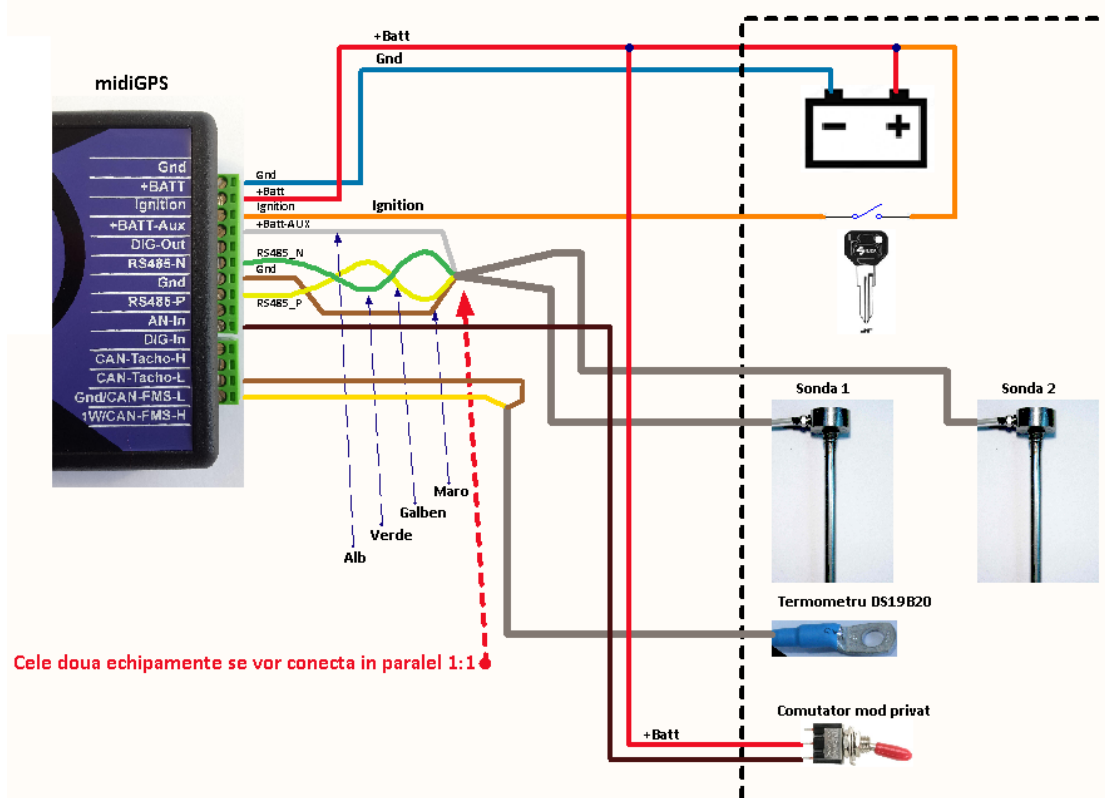 +Batt
Gnd
midiGPS
Gnd
+BATT
Ignition
+BATT-Aux
DIG-Out
RS485-N
Gnd
RS485-P
AN-In
DIG-In
CAN-Tacho-H
CAN-Tacho-L
Gnd/CAN-FMS-L
1W/CAN-FMS-H
Gnd
+Batt
Ignition
+Batt-AUX
RS485_N
Gnd
RS485_P
Ignition
Sonda 1
Sonda 2
Maro
Galben
Verde
Alb
Termometru DS19B20
Cele doua echipamente se vor conecta in paralel 1:1
Comutator mod privat
+Batt